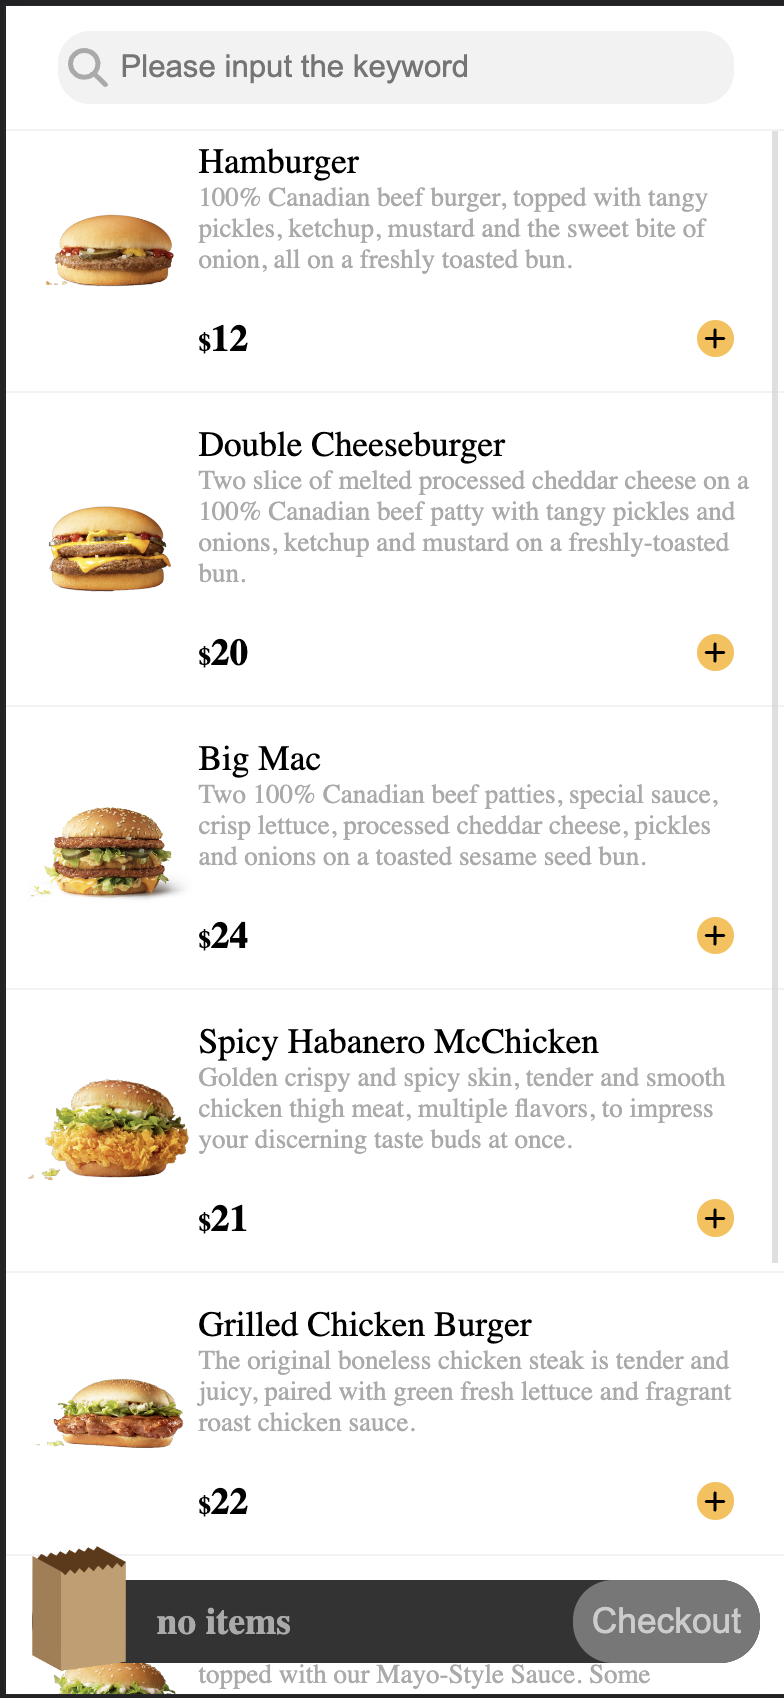 Please input the keyword
Hamburger
100% Canadian beef burger, topped with tangy
pickles, ketchup, mustard and the sweet bite of
onion, all on a freshly toasted bun.
$12
Double Cheeseburger
Two slice of melted processed cheddar cheese on a
100% Canadian beef patty with tangy pickles and
onions, ketchup and mustard on a freshly-toasted
bun.
$20
Big Mac
Two 100% Canadian beef patties, special sauce,
crisp lettuce, processed cheddar cheese, pickles
and onions on a toasted sesame seed bun.
$24
Spicy Habanero McChicken
Golden crispy and spicy skin, tender and smooth
chicken thigh meat, multiple flavors, to impress
your discerning taste buds at once.
$21
Grilled Chicken Burger
The original boneless chicken steak is tender and
juicy, paired with green fresh lettuce and fragrant
roast chicken sauce.
$22
no items
Checkout
topped with our Mayo-Style Sauce. Some